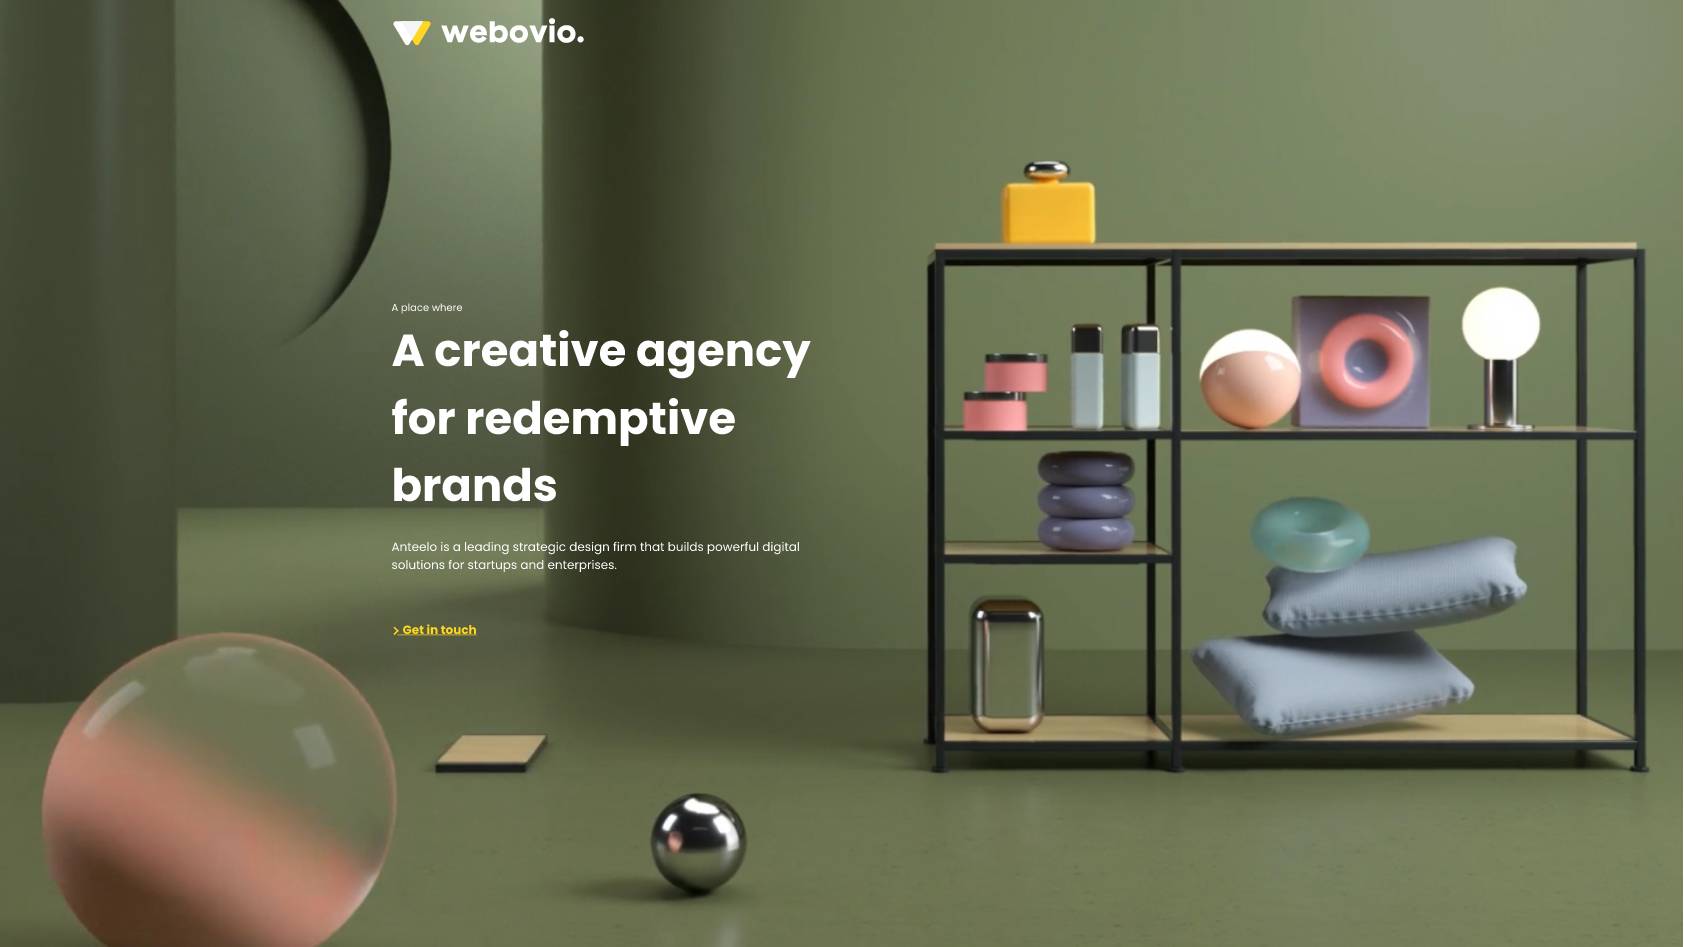 webovio.
A place where
A creative agency
for redemptive
brands
Anteelo is a leading strategic design firm that builds powerful digital
solutions for startups and enterprises.
> Get in touch